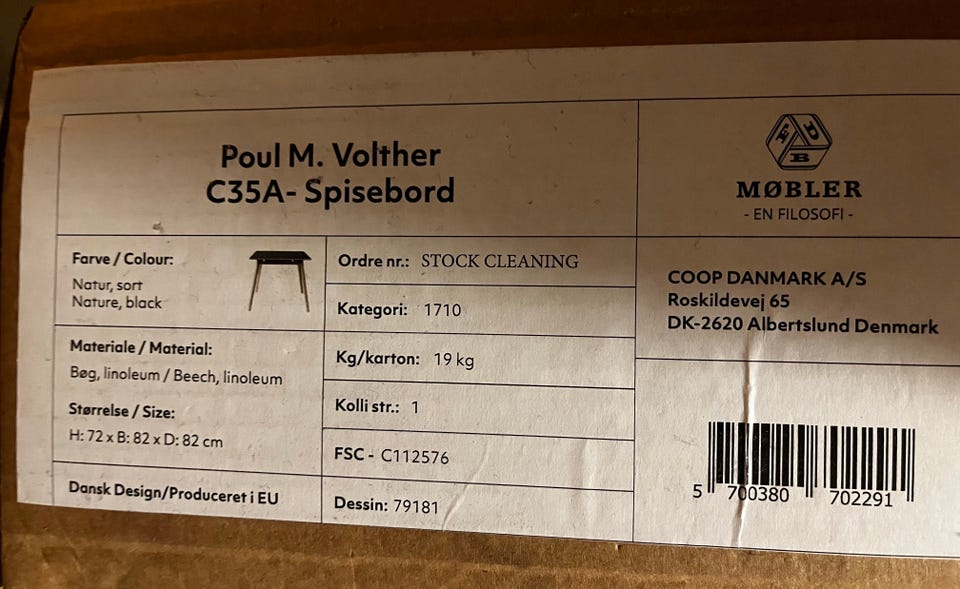 Poul M. Volther
C35A- Spisebord
F D B
MØBLER
- EN FILOSOFI -
Farve / Colour:
Natur, sort
Nature, black
Materiale / Material:
Bøg, linoleum / Beech, linoleum
Størrelse / Size:
H: 72 x B: 82 x D: 82 cm
Dansk Design/Produceret i EU
Ordre nr.: STOCK CLEANING
Kategori: 1710
Kg/karton: 19 kg
Kolli str.: 1
FSC - C112576
Dessin: 79181
COOP DANMARK A/S
Roskildevej 65
DK-2620 Albertslund Denmark
5 700380 702291